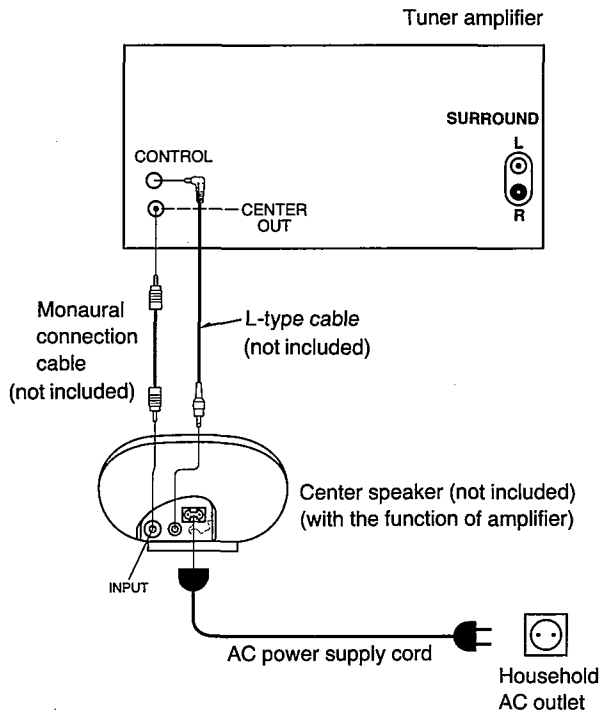 Tuner amplifier
SURROUND
L
R
CONTROL
CENTER
OUT
Monaural
connection
cable
(not included)
L-type cable
(not included)
Center speaker (not included)
(with the function of amplifier)
INPUT
AC power supply cord
Household
AC outlet